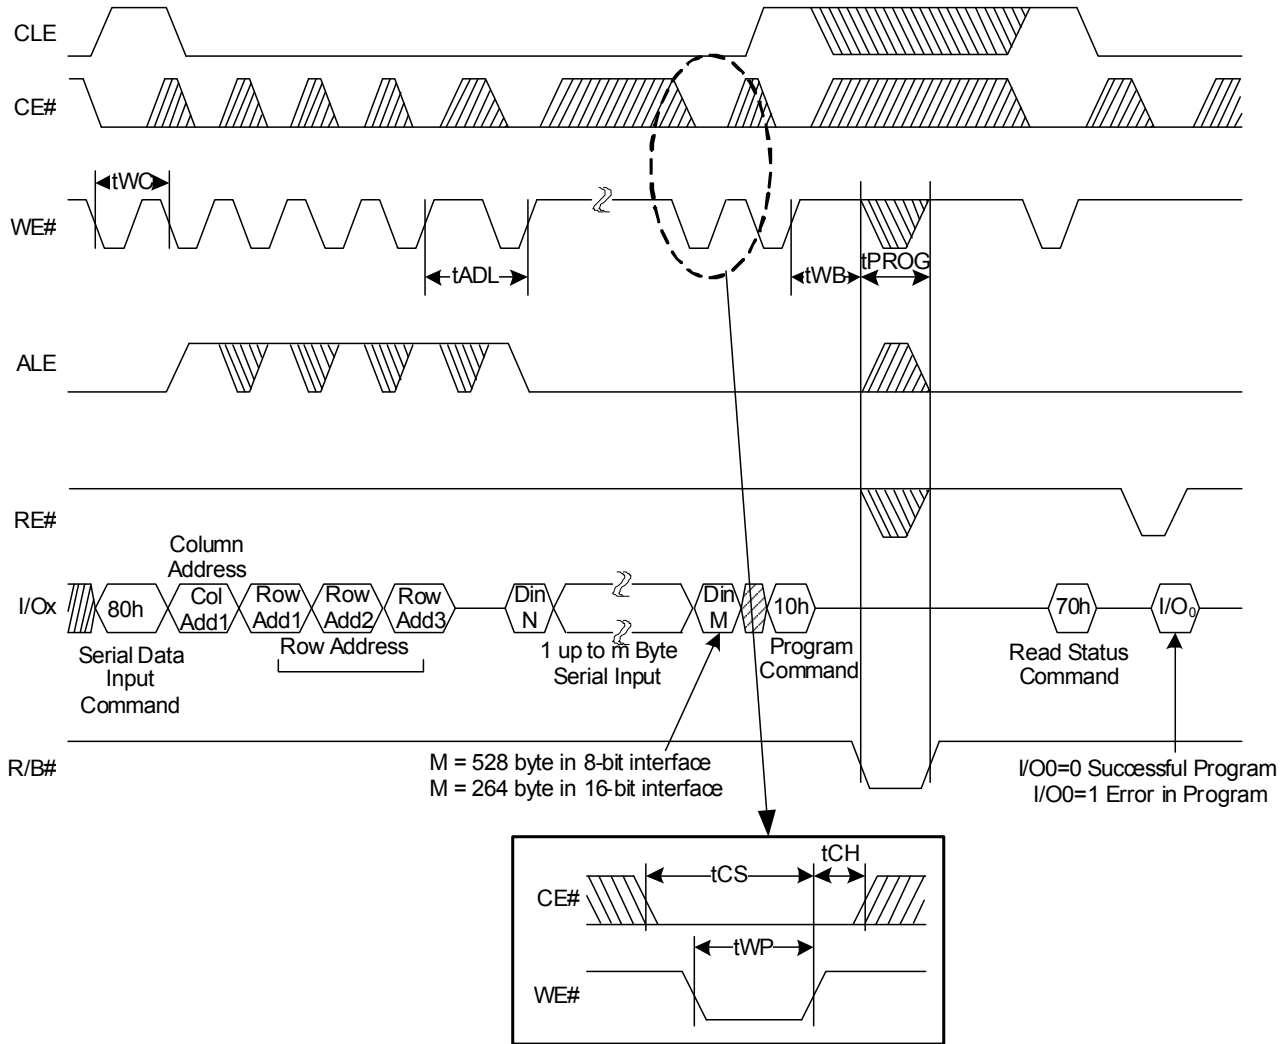 CLE
CE#
tWC
WE#
tADL
tWB
tPROG
ALE
RE#
Column
Address
I/Ox
80h
Col
Add1
Row
Add1
Row
Add2
Row
Add3
Din
N
Din
M
10h
70h
I/O0
Serial Data
Input
Command
Row Address
1 up to m Byte
Serial Input
Program
Command
Read Status
Command
R/B#
M = 528 byte in 8-bit interface
M = 264 byte in 16-bit interface
I/O0=0 Successful Program
I/O0=1 Error in Program
tCH
tCS
CE#
tWP
WE#